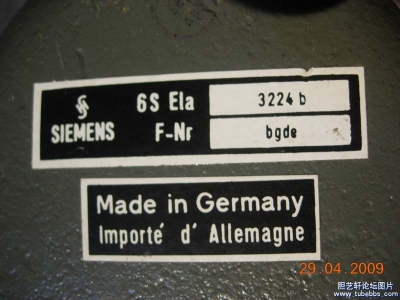 6S Ela 3224 b
SIEMENS F-Nr bgde
Made in Germany
Importé d' Allemagne
29.04.2009
图艺轩论坛图片
www.tubebbs.com